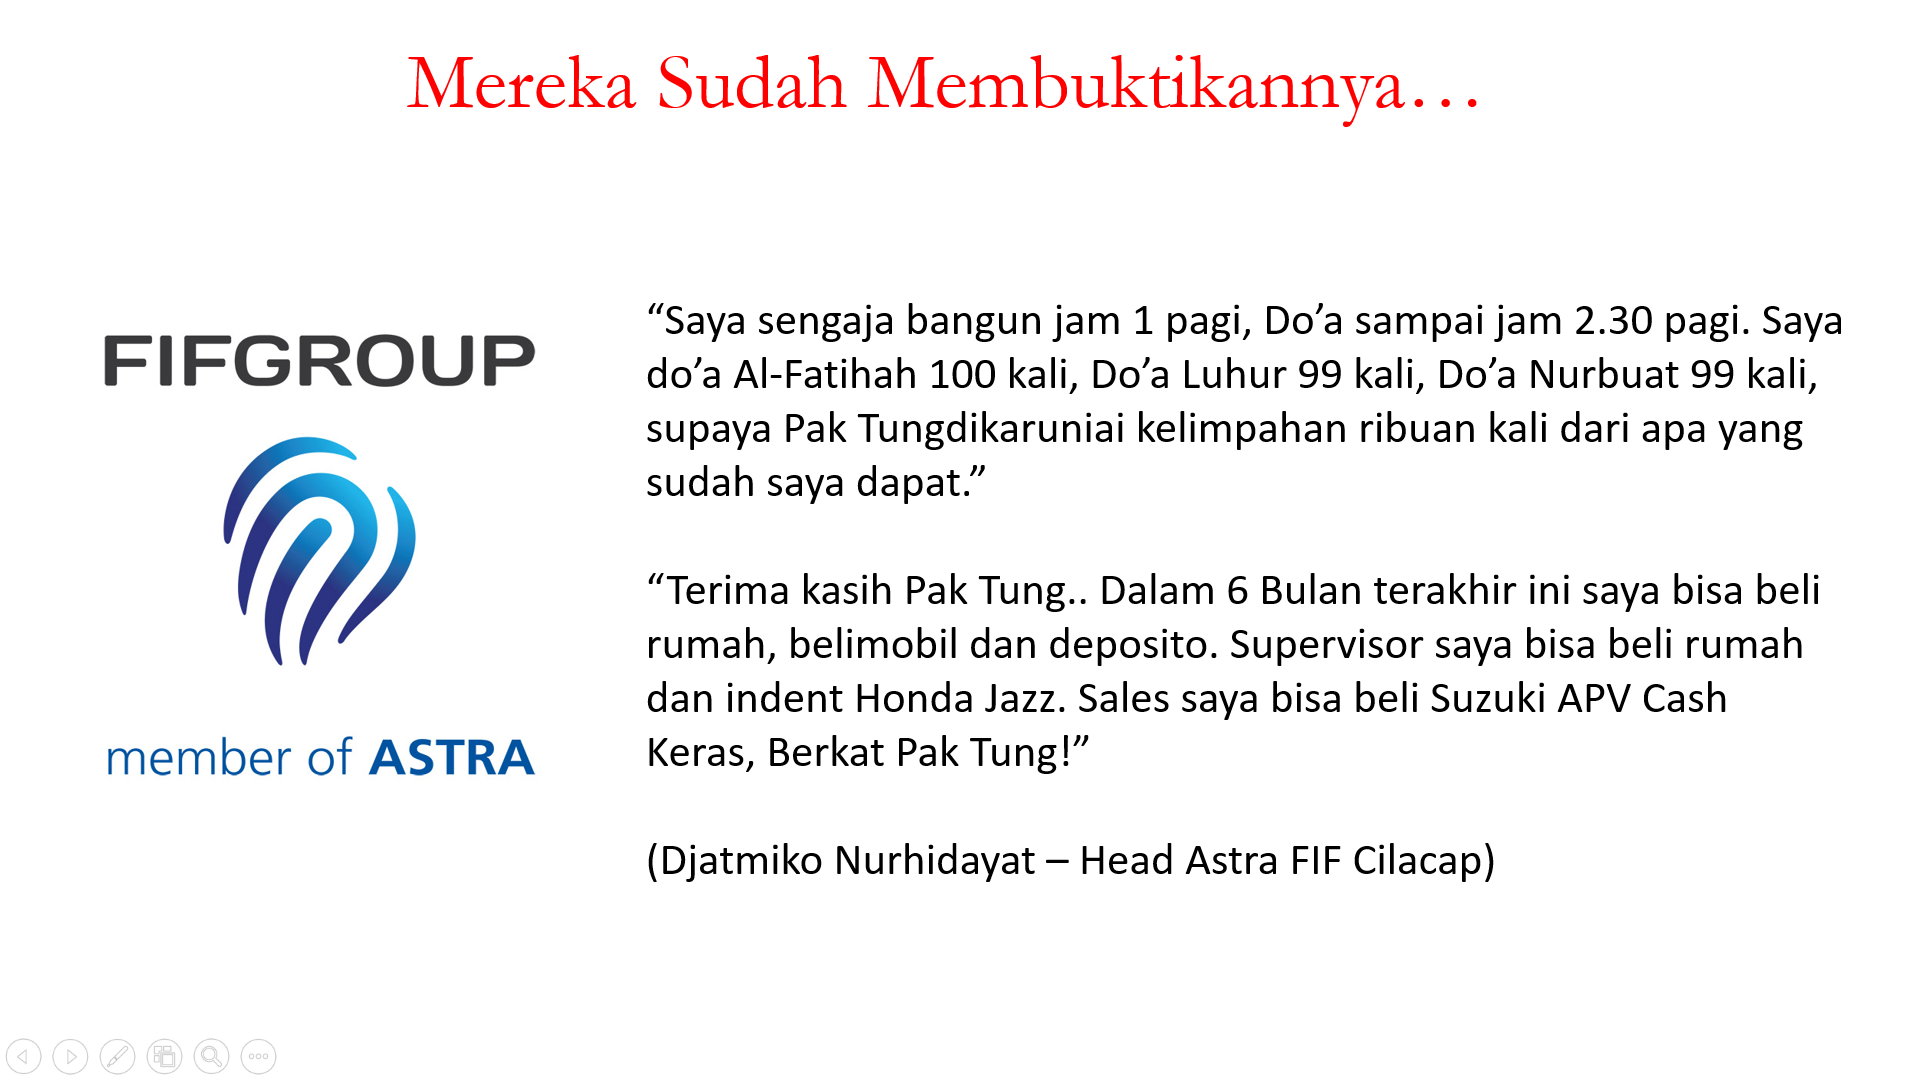 Mereka Sudah Membuktikannya…
FIFGROUP
member of ASTRA
“Saya sengaja bangun jam 1 pagi, Do’a sampai jam 2.30 pagi. Saya
do’a Al-Fatihah 100 kali, Do’a Luhur 99 kali, Do’a Nurbuat 99 kali,
supaya Pak Tungdikaruniai kelimpahan ribuan kali dari apa yang
sudah saya dapat.”
“Terima kasih Pak Tung.. Dalam 6 Bulan terakhir ini saya bisa beli
rumah, belimobil dan deposito. Supervisor saya bisa beli rumah
dan indent Honda Jazz. Sales saya bisa beli Suzuki APV Cash
Keras, Berkat Pak Tung!”
(Djatmiko Nurhidayat – Head Astra FIF Cilacap)